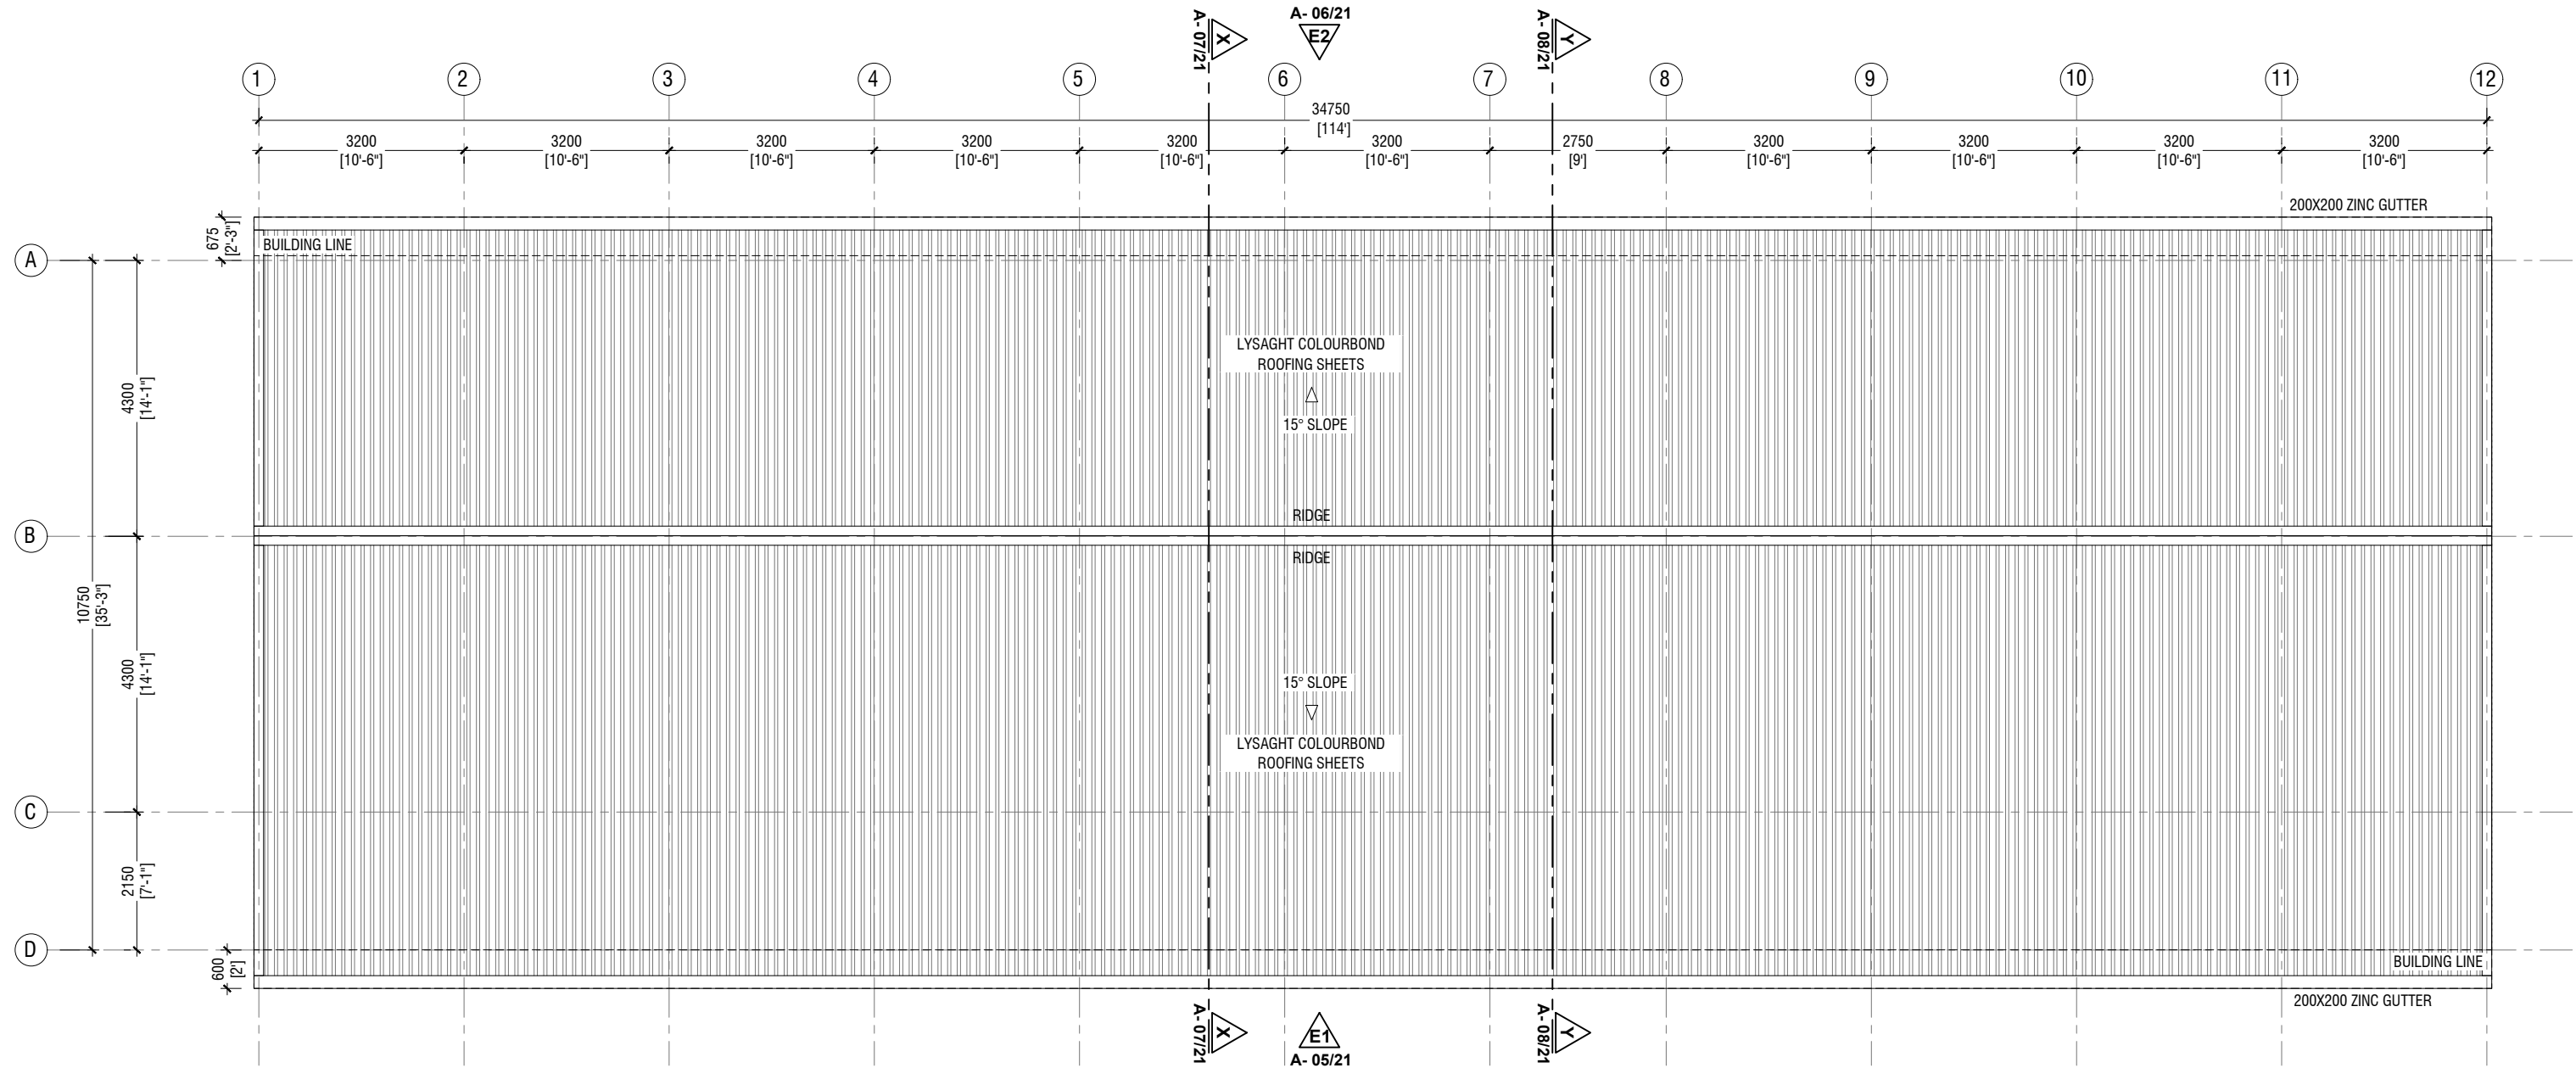 A- 07/21
X
A- 06/21
E2
A- 08/21
Y
1
2
3
4
5
6
7
8
9
10
11
12
34750
[114']
3200
[10'-6"]
3200
[10'-6"]
3200
[10'-6"]
3200
[10'-6"]
3200
[10'-6"]
3200
[10'-6"]
2750
[9']
3200
[10'-6"]
3200
[10'-6"]
3200
[10'-6"]
3200
[10'-6"]
200X200 ZINC GUTTER
675
[2'-3"]
BUILDING LINE
A
4300
[14'-1"]
LYSAGHT COLOURBOND
ROOFING SHEETS
15° SLOPE
RIDGE
B
RIDGE
10750
[35'-3"]
4300
[14'-1"]
15° SLOPE
LYSAGHT COLOURBOND
ROOFING SHEETS
C
2150
[7'-1"]
D
600
[2']
BUILDING LINE
200X200 ZINC GUTTER
A- 07/21
X
E1
A- 05/21
A- 08/21
Y